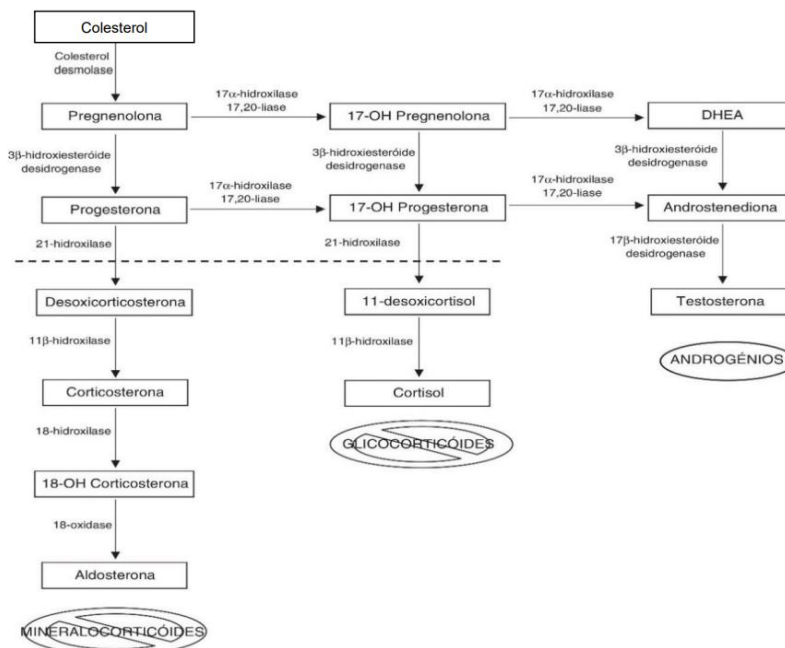 Colesterol
Colesterol
desmolase
17α-hidroxilase
17,20-liase
17α-hidroxilase
17,20-liase
Pregnenolona
17-OH Pregnenolona
DHEA
3β-hidroxiesteróide
desidrogenase
3β-hidroxiesteróide
desidrogenase
3β-hidroxiesteróide
desidrogenase
17α-hidroxilase
17,20-liase
17α-hidroxilase
17,20-liase
Progesterona
17-OH Progesterona
Androstenediona
21-hidroxilase
21-hidroxilase
17β-hidroxiesteróide
desidrogenase
Desoxicorticosterona
11-desoxicortisol
Testosterona
11β-hidroxilase
11β-hidroxilase
ANDROGÉNIOS
Corticosterona
Cortisol
18-hidroxilase
GLICOCORTICÓIDES
18-OH Corticosterona
18-oxidase
Aldosterona
MINERALOCORTICÓIDES